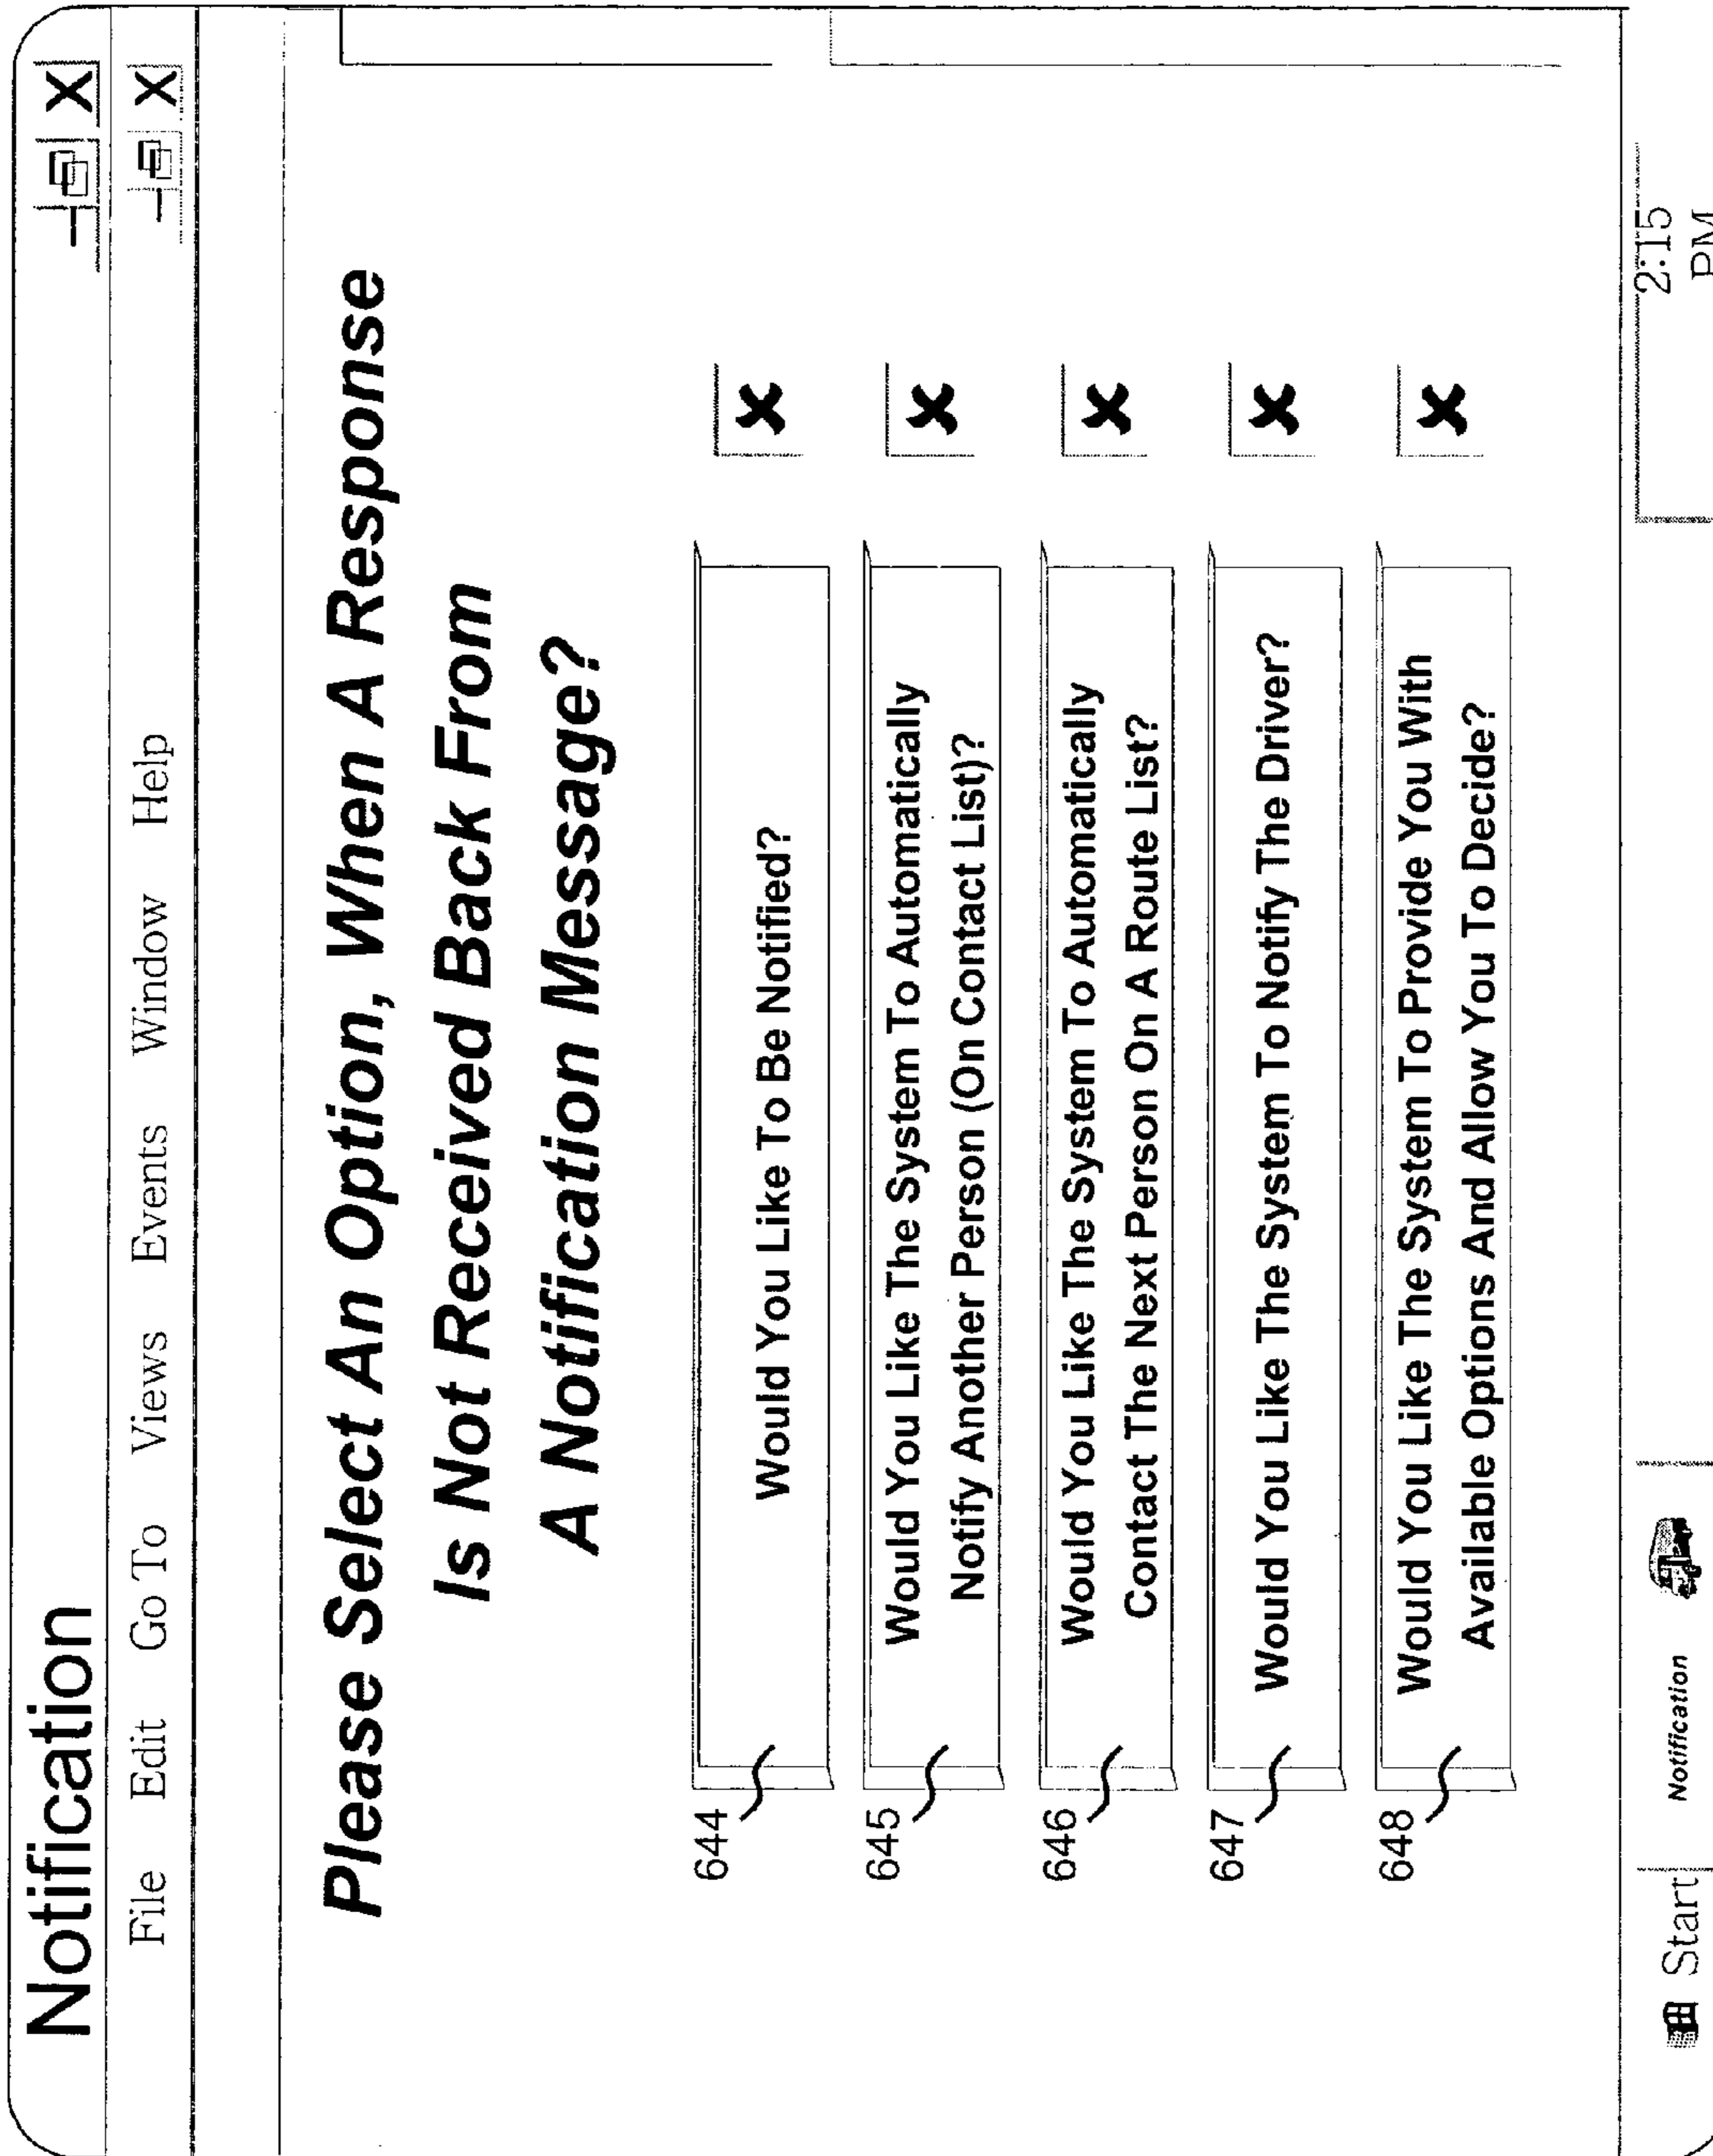 Notification
X
File Edit Go To Views Events Window Help
X
Please Select An Option, When A Response
Is Not Received Back From
A Notification Message?
644
Would You Like To Be Notified?
645
Would You Like The System To Automatically
Notify Another Person (On Contact List)?
646
Would You Like The System To Automatically
Contact The Next Person On A Route List?
647
Would You Like The System To Notify The Driver?
648
Would You Like The System To Provide You With
Available Options And Allow You To Decide?
Start
Notification
2:15
PM